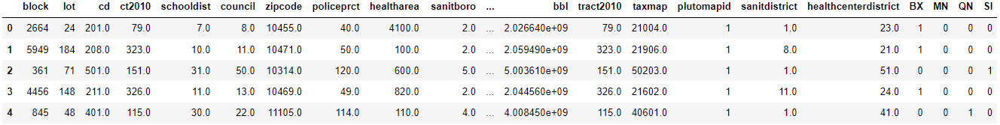 block lot cd ct2010 schooldist council zipcode policeprct healtharea sanitboro ... bbl tract2010 taxmap plutomapid sanitdistrict healthcenterdistrict BX MN QN SI
0 2664 24 201.0 79.0 7.0 8.0 10455.0 40.0 4100.0 2.0 ... 2.026640e+09 79.0 21004.0 1 1.0 23.0 1 0 0 0
1 5949 184 208.0 323.0 10.0 11.0 10471.0 50.0 100.0 2.0 ... 2.059490e+09 323.0 21906.0 1 8.0 21.0 1 0 0 0
2 361 71 501.0 151.0 31.0 50.0 10314.0 120.0 600.0 5.0 ... 5.003610e+09 151.0 50203.0 1 1.0 51.0 0 0 0 1
3 4456 148 211.0 326.0 11.0 13.0 10469.0 49.0 820.0 2.0 ... 2.044560e+09 326.0 21602.0 1 11.0 24.0 1 0 0 0
4 845 48 401.0 115.0 30.0 22.0 11105.0 114.0 110.0 4.0 ... 4.008450e+09 115.0 40601.0 1 1.0 41.0 0 0 1 0